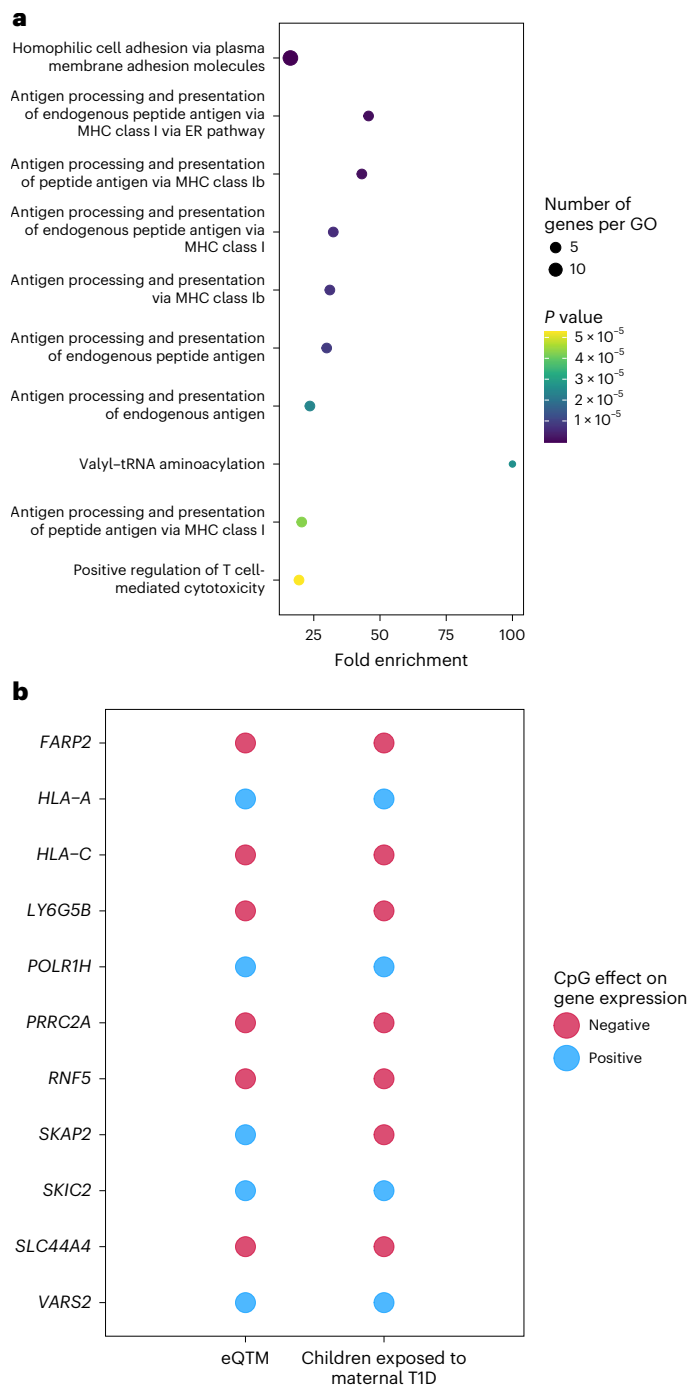 a
Homophilic cell adhesion via plasma
membrane adhesion molecules
Antigen processing and presentation
of endogenous peptide antigen via
MHC class I via ER pathway
Antigen processing and presentation
of peptide antigen via MHC class Ib
Antigen processing and presentation
of endogenous peptide antigen via
MHC class I
Antigen processing and presentation
via MHC class Ib
Antigen processing and presentation
of endogenous peptide antigen
Antigen processing and presentation
of endogenous antigen
Valyl–tRNA aminoacylation
Antigen processing and presentation
of peptide antigen via MHC class I
Positive regulation of T cell-
mediated cytotoxicity
25 50 75 100
Fold enrichment
Number of
genes per GO
5
10
P value
5 × 10⁻⁵
4 × 10⁻⁵
3 × 10⁻⁵
2 × 10⁻⁵
1 × 10⁻⁵
b
FARP2
HLA–A
HLA–C
LY6G5B
POLR1H
PRRC2A
RNF5
SKAP2
SKIC2
SLC44A4
VARS2
eQTM
Children exposed to
maternal T1D
CpG effect on
gene expression
Negative
Positive